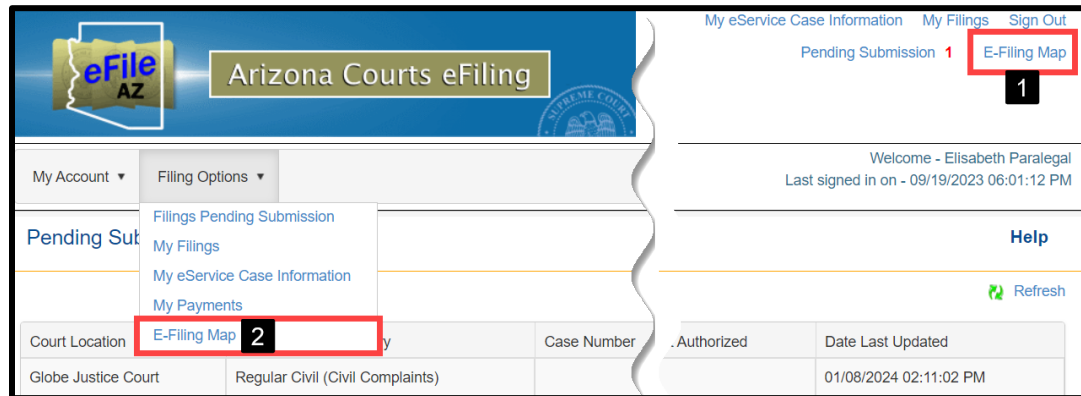 My eService Case Information My Filings Sign Out
Pending Submission 1 E-Filing Map
1
eFile
AZ
Arizona Courts eFiling
SUPREME COU
My Account Filing Options
Welcome - Elisabeth Paralegal
Last signed in on - 09/19/2023 06:01:12 PM
Filings Pending Submission
Pending Sub
My Filings
Help
My eService Case Information
My Payments
Refresh
E-Filing Map 2
Court Location y Case Number Authorized Date Last Updated
Globe Justice Court Regular Civil (Civil Complaints) 01/08/2024 02:11:02 PM